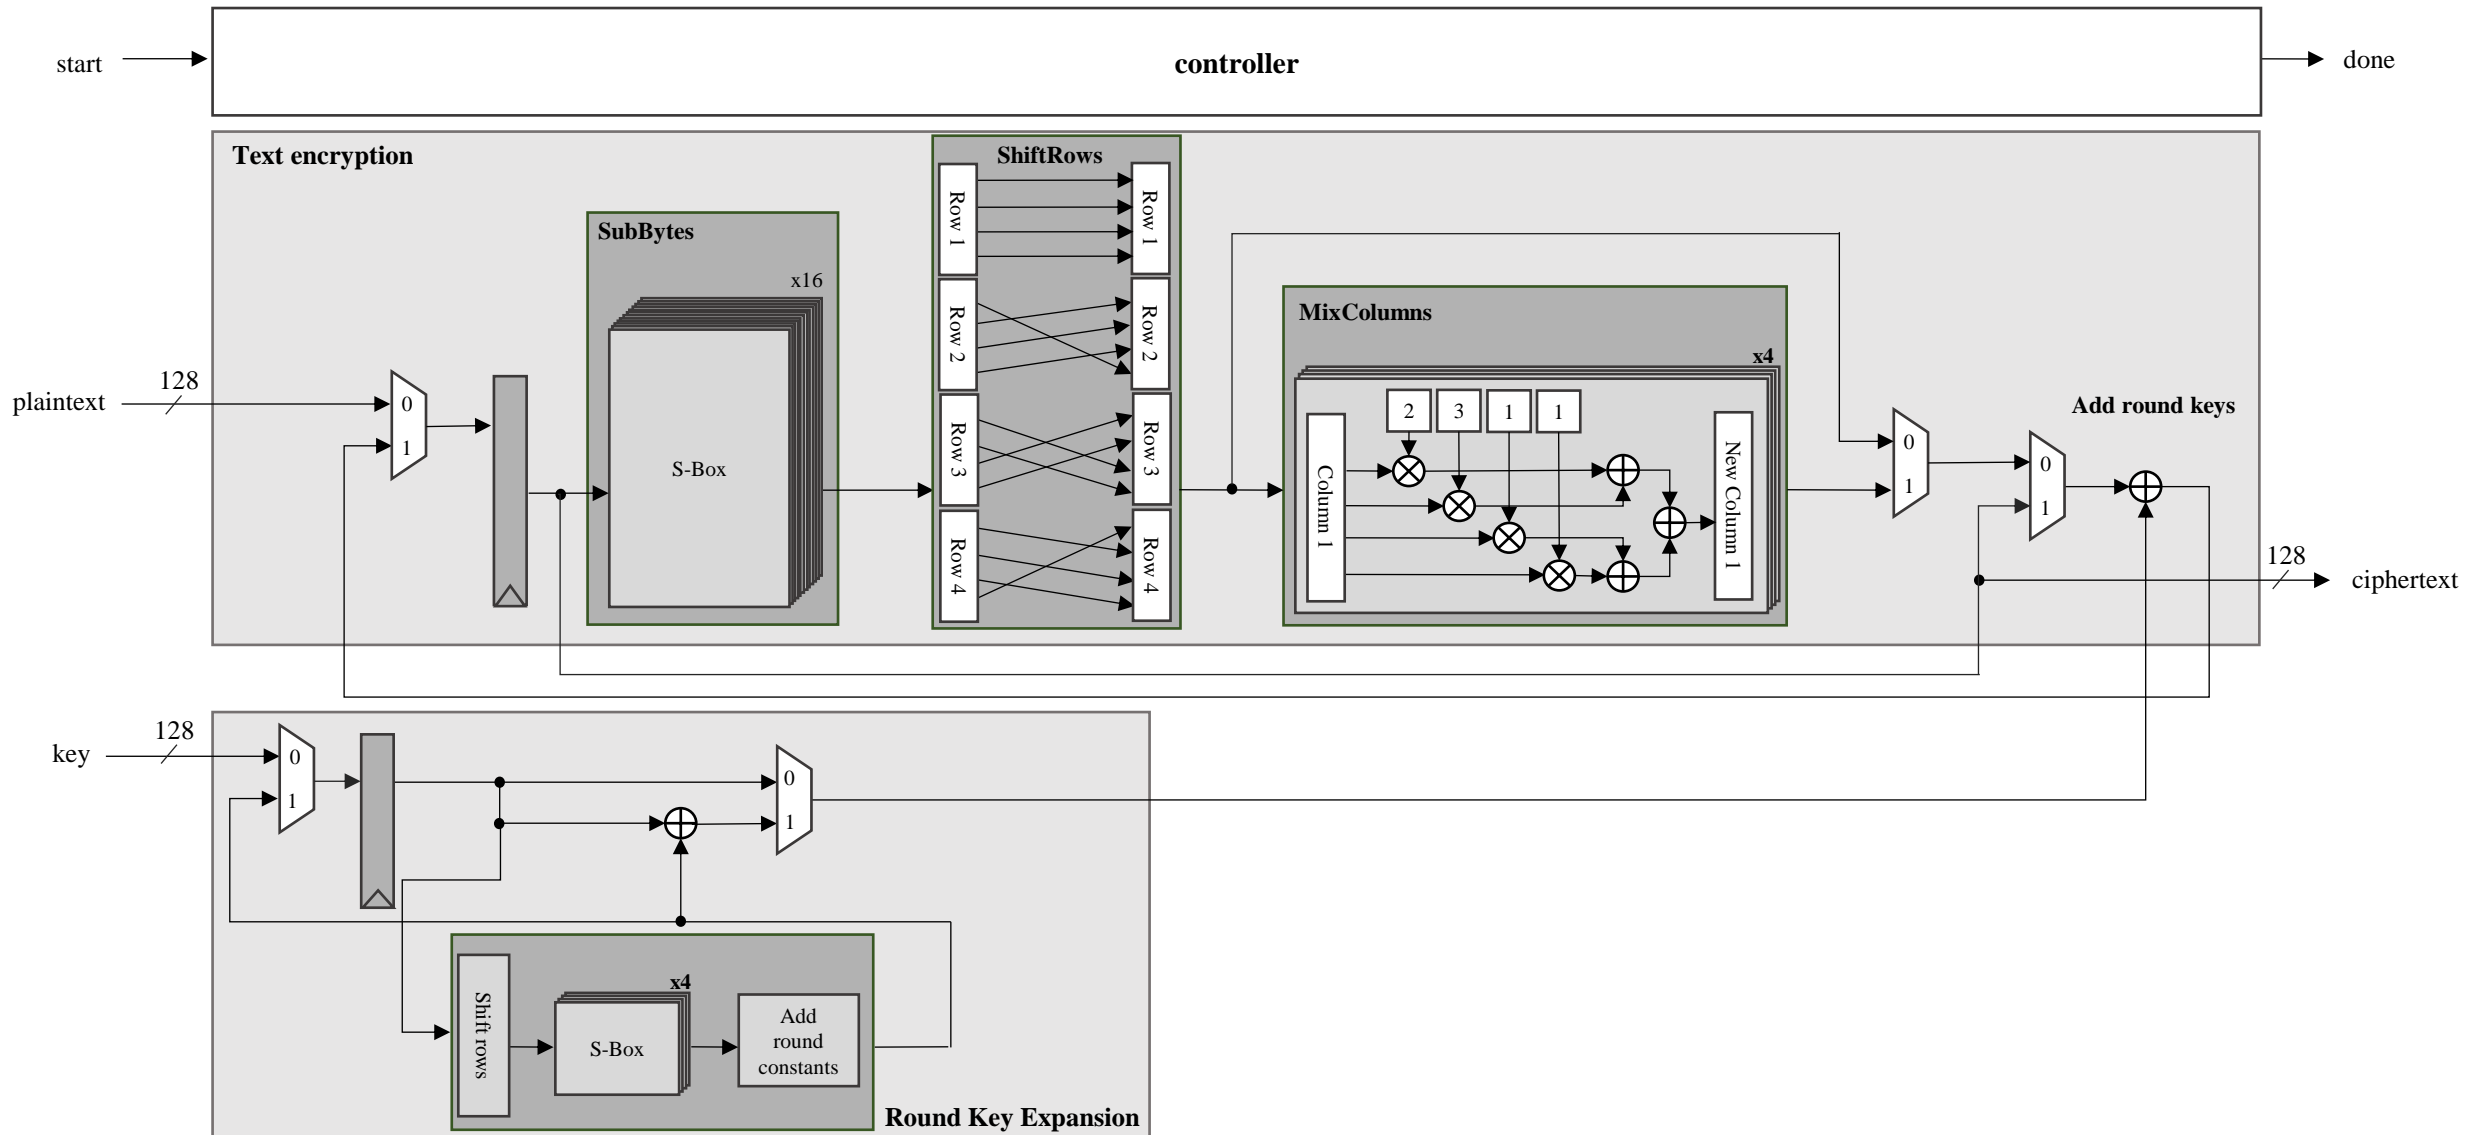 controller
start
done
Text encryption
ShiftRows
Row 1
Row 1
SubBytes
x16
Row 2
Row 2
MixColumns
x4
128
plaintext
0
1
S-Box
Row 3
Row 3
2
3
1
1
Column 1
New Column 1
0
1
Add round keys
0
1
Row 4
Row 4
128
ciphertext
128
key
0
1
0
1
x4
Shift rows
S-Box
Add
round
constants
Round Key Expansion